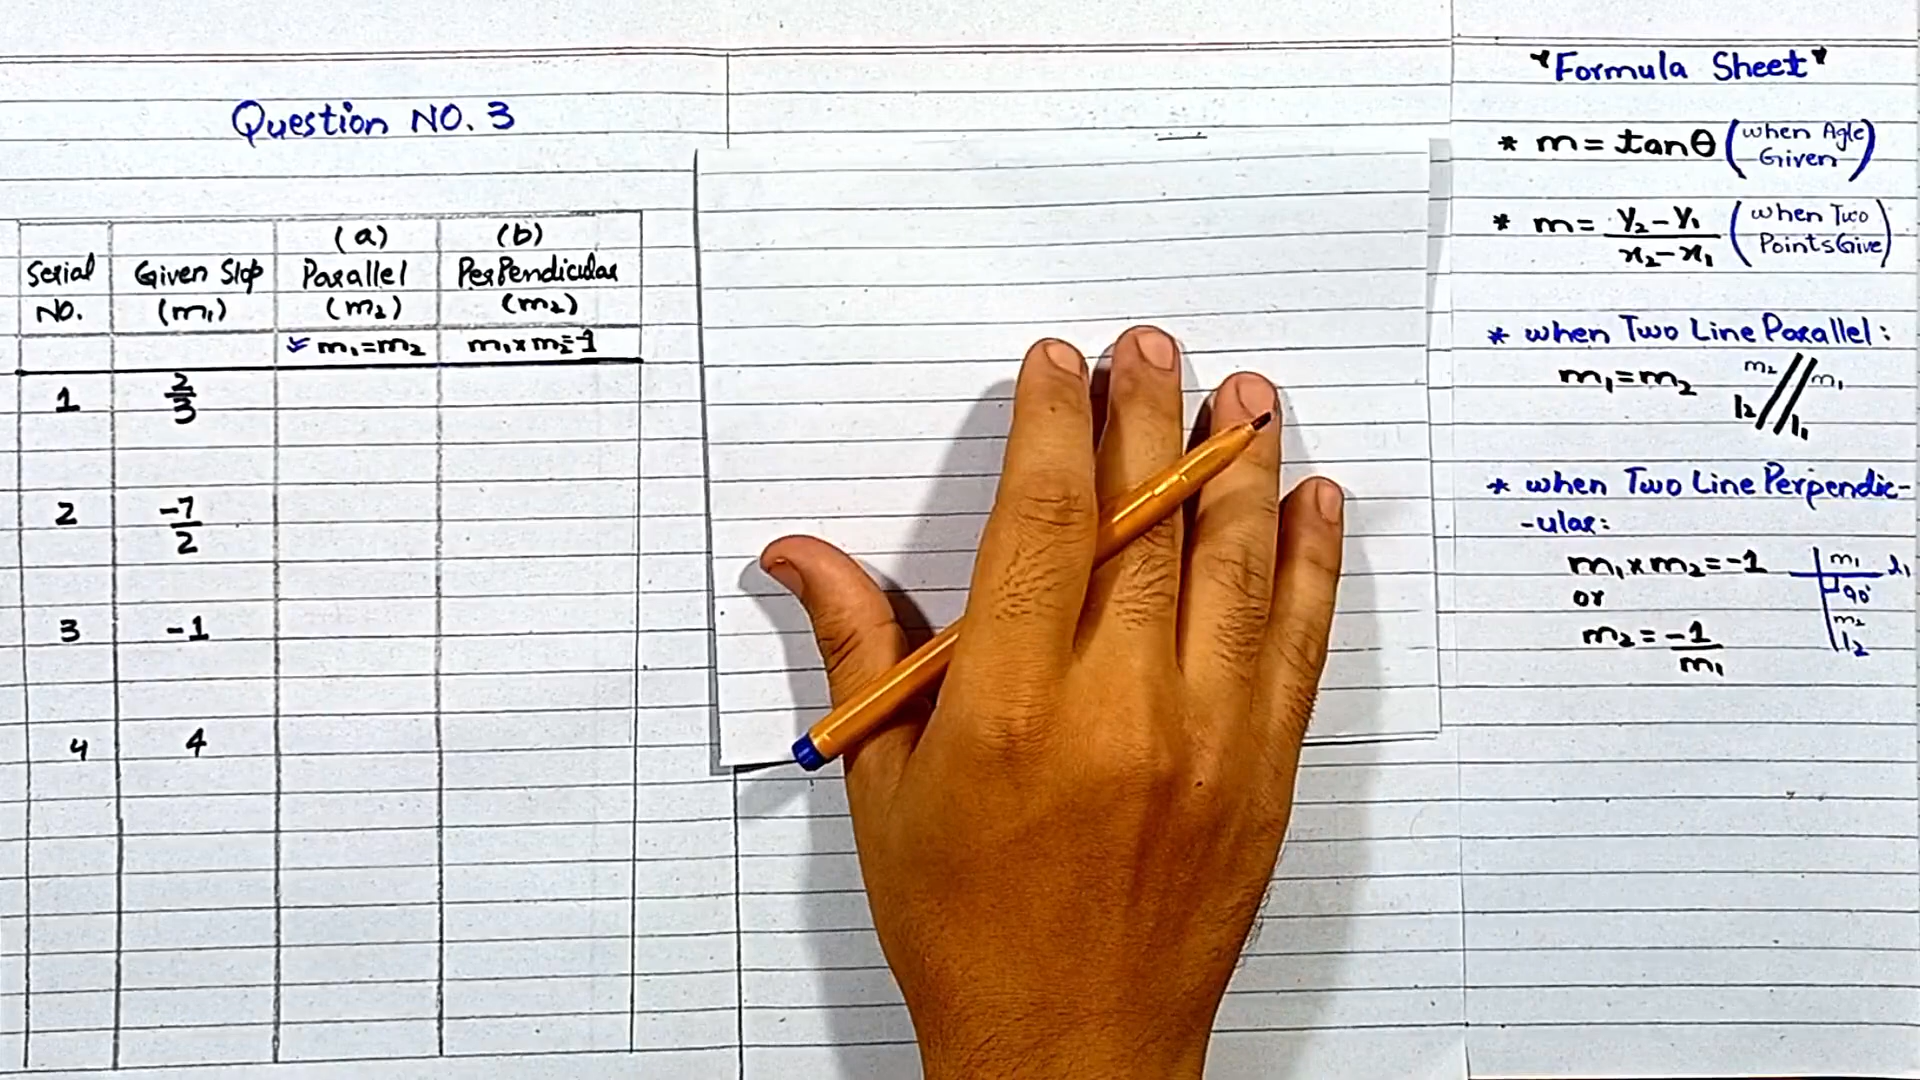 Question NO. 3
Serial NO.
Given Slop (m₁)
(a) Parallel (m₂)
(b) PerPendicular (m₂)
m₁=m₂
m₁×m₂=-1
1 2/3
2 -7/2
3 -1
4 4
"Formula Sheet"
* m = tanθ (when Agle Given)
* m = y₂-y₁/x₂-x₁ (when Two Points Give)
* when Two Line Parallel:
m₁=m₂
m₂ m₁
l₂ l₁
* when Two Line Perpendic-
-ular:
m₁×m₂=-1
or
m₂=-1/m₁
m₁ l₁
90°
m₂
l₂